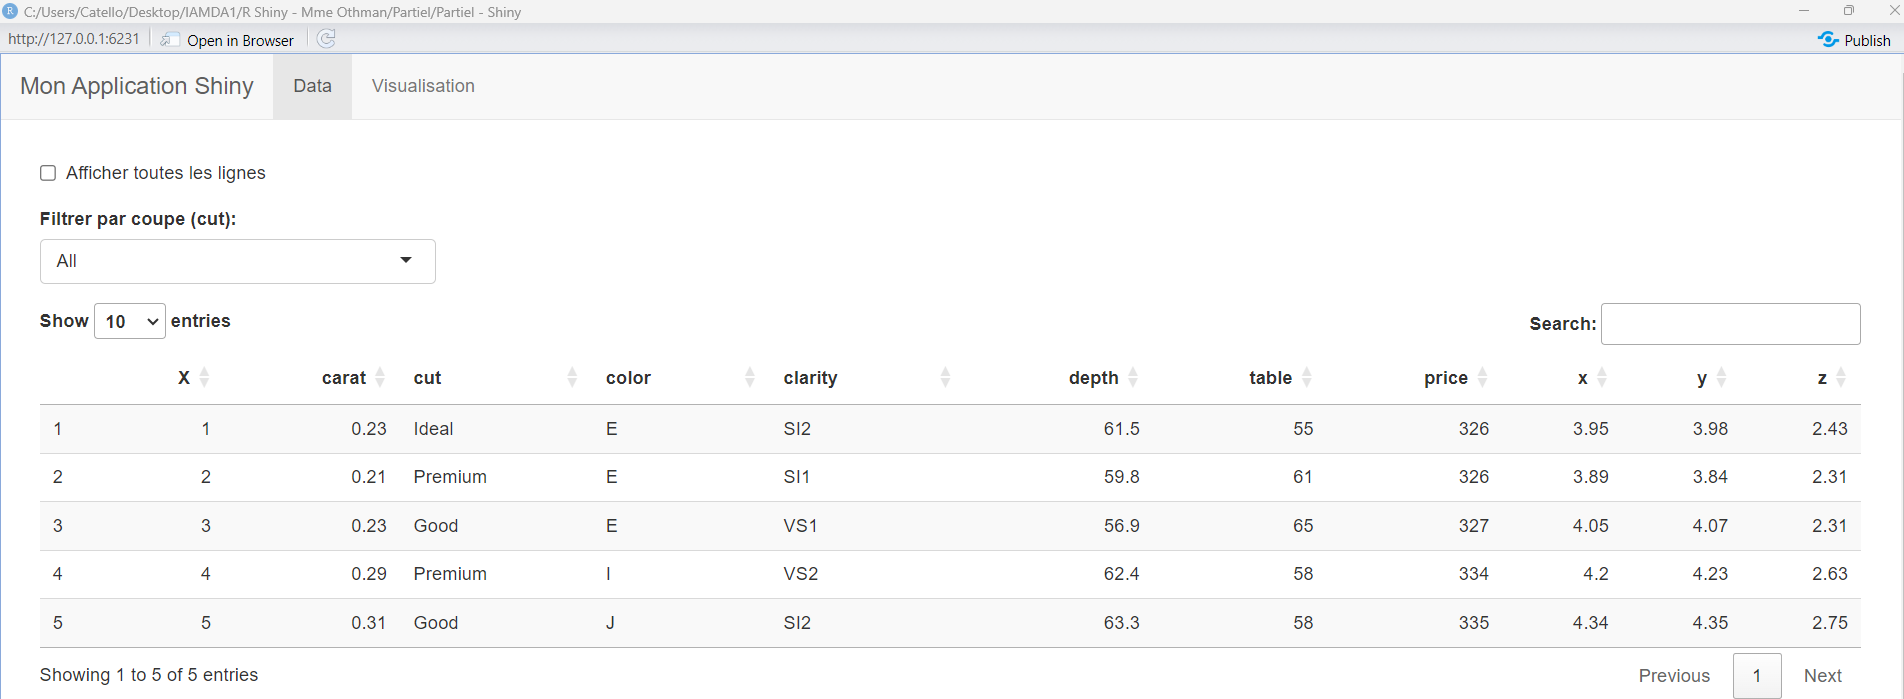 C:/Users/Catello/Desktop/IAMDA1/R Shiny - Mme Othman/Partiel/Partiel - Shiny
http://127.0.0.1:6231 Open in Browser Publish
Mon Application Shiny Data Visualisation
Afficher toutes les lignes
Filtrer par coupe (cut):
All
Show 10 entries Search:
X carat cut color clarity depth table price x y z
1 1 0.23 Ideal E SI2 61.5 55 326 3.95 3.98 2.43
2 2 0.21 Premium E SI1 59.8 61 326 3.89 3.84 2.31
3 3 0.23 Good E VS1 56.9 65 327 4.05 4.07 2.31
4 4 0.29 Premium I VS2 62.4 58 334 4.2 4.23 2.63
5 5 0.31 Good J SI2 63.3 58 335 4.34 4.35 2.75
Showing 1 to 5 of 5 entries Previous 1 Next